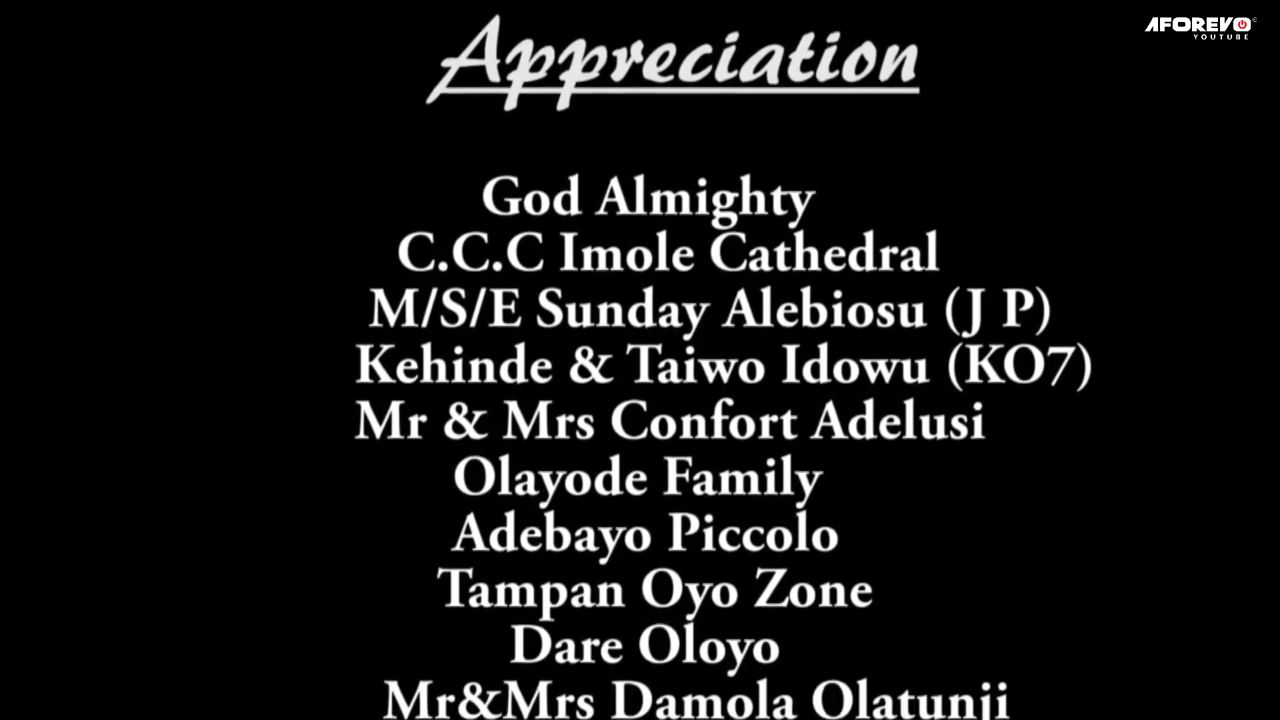 AFOREVO
YOUTUBE
Appreciation
God Almighty
C.C.C Imole Cathedral
M/S/E Sunday Alebiosu (J P)
Kehinde & Taiwo Idowu (KO7)
Mr & Mrs Confort Adelusi
Olayode Family
Adebayo Piccolo
Tampan Oyo Zone
Dare Oloyo
Mr&Mrs Damola Olatunji